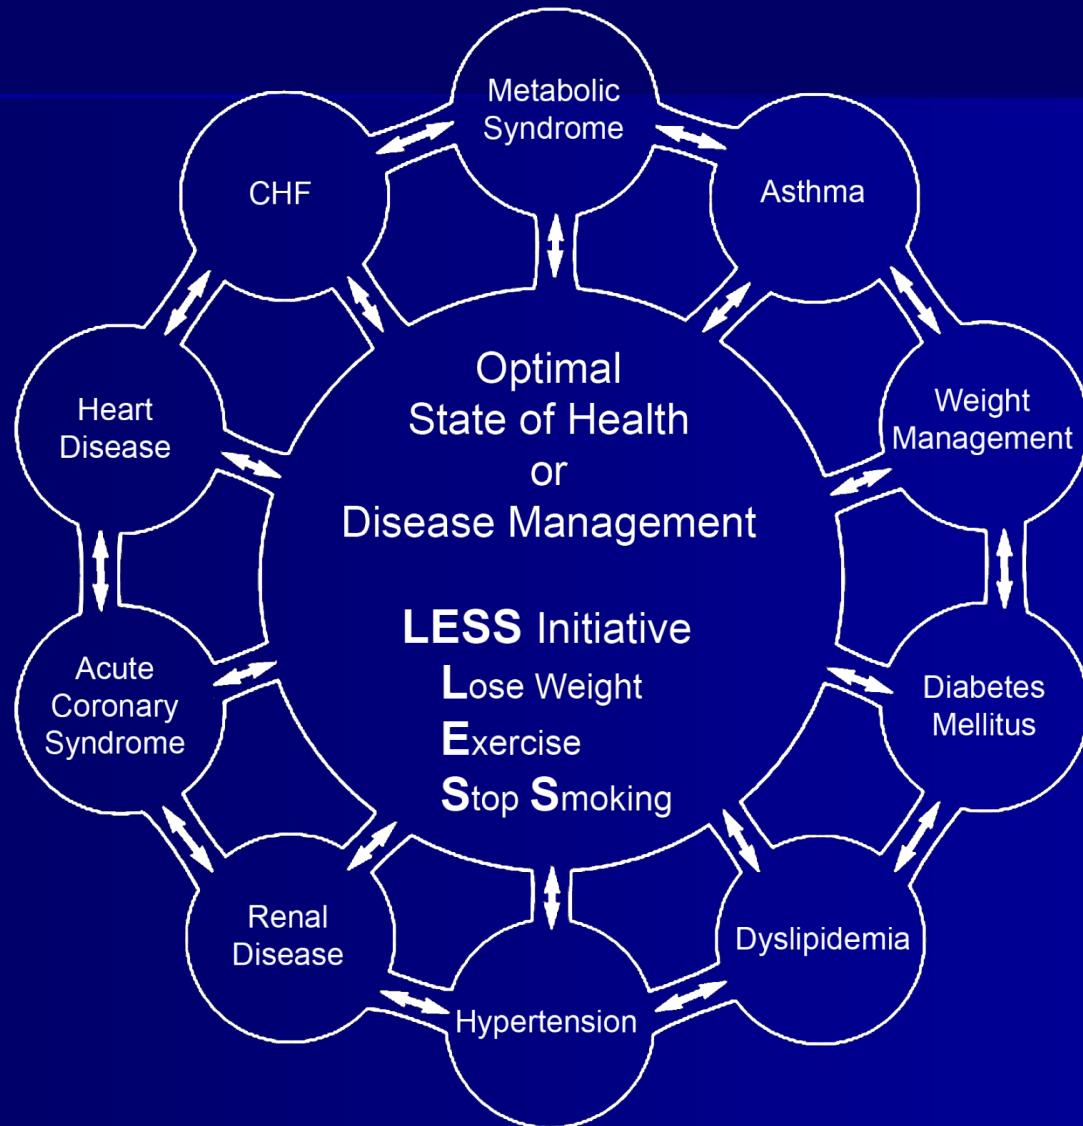 Metabolic
Syndrome
Asthma
Weight
Management
Diabetes
Mellitus
Dyslipidemia
Hypertension
Renal
Disease
Acute
Coronary
Syndrome
Heart
Disease
CHF
Optimal
State of Health
or
Disease Management
LESS Initiative
Lose Weight
Exercise
Stop Smoking